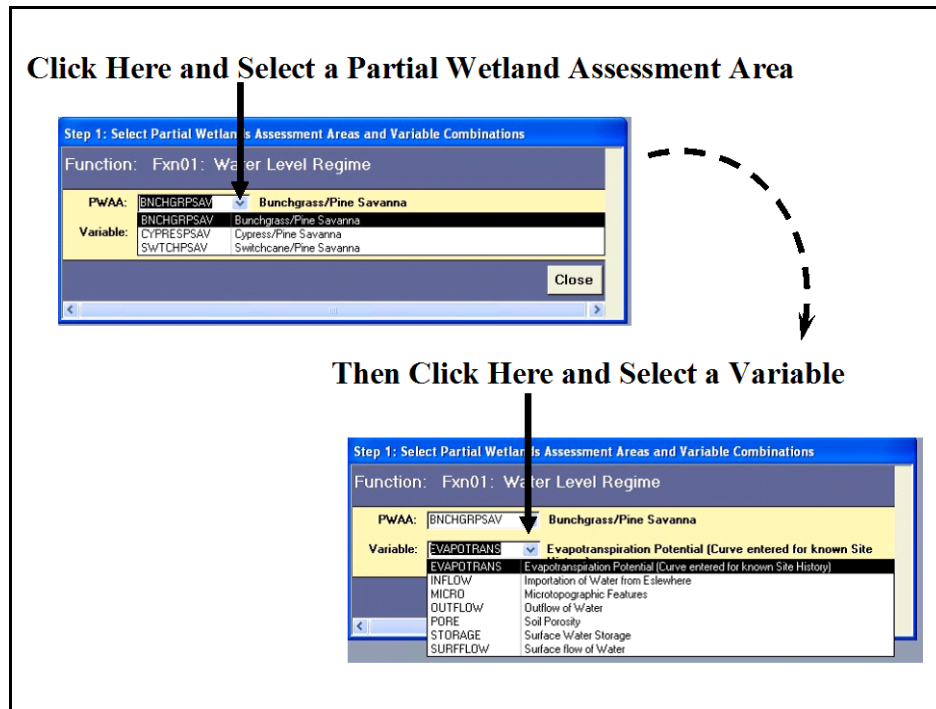 Click Here and Select a Partial Wetland Assessment Area
Step 1: Select Partial Wetlands Assessment Areas and Variable Combinations
Function: Fxn01: Water Level Regime
PWAA: BNCHGRPSAV Bunchgrass/Pine Savanna
BNCHGRPSAV Bunchgrass/Pine Savanna
Variable: CYPRESPSAV Cypress/Pine Savanna
SWTCHPSAV Switchcane/Pine Savanna
Close
Then Click Here and Select a Variable
Step 1: Select Partial Wetlands Assessment Areas and Variable Combinations
Function: Fxn01: Water Level Regime
PWAA: BNCHGRPSAV Bunchgrass/Pine Savanna
Variable: EVAPOTRANS Evapotranspiration Potential (Curve entered for known Site
EVAPOTRANS Evapotranspiration Potential (Curve entered for known Site History)
INFLOW Importation of Water from Eslewhere
MICRO Microtopographic Features
OUTFLOW Outflow of Water
PORE Soil Porosity
STORAGE Surface Water Storage
SURFFLOW Surface flow of Water